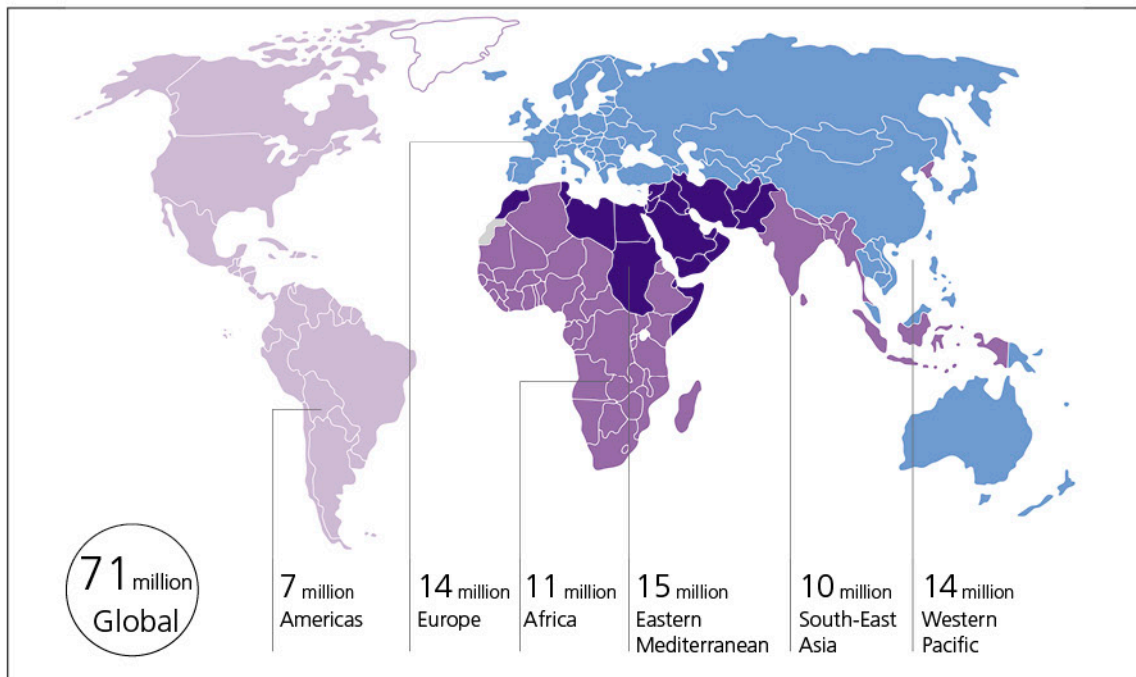 71 million
Global
7 million
Americas
14 million
Europe
11 million
Africa
15 million
Eastern
Mediterranean
10 million
South-East
Asia
14 million
Western
Pacific